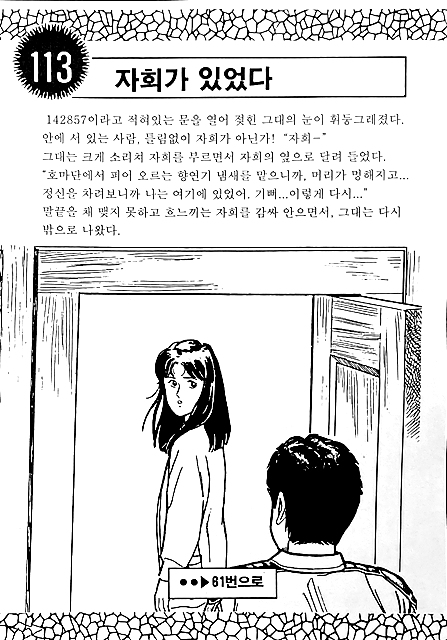 113
자희가 있었다
142857이라고 적혀있는 문을 열어 젖힌 그대의 눈이 휘둥그레졌다.
안에 서 있는 사람, 틀림없이 자희가 아닌가! “자희―”
그대는 크게 소리쳐 자희를 부르면서 자희의 옆으로 달려 들었다.
“호마단에서 피어 오르는 향연기 냄새를 맡으니까, 머리가 멍해지고…
정신을 차려보니까 나는 여기에 있었어. 기뻐…이렇게 다시…”
말끝을 채 맺지 못하고 흐느끼는 자희를 감싸 안으면서, 그대는 다시
밖으로 나왔다.
●●▶61번으로